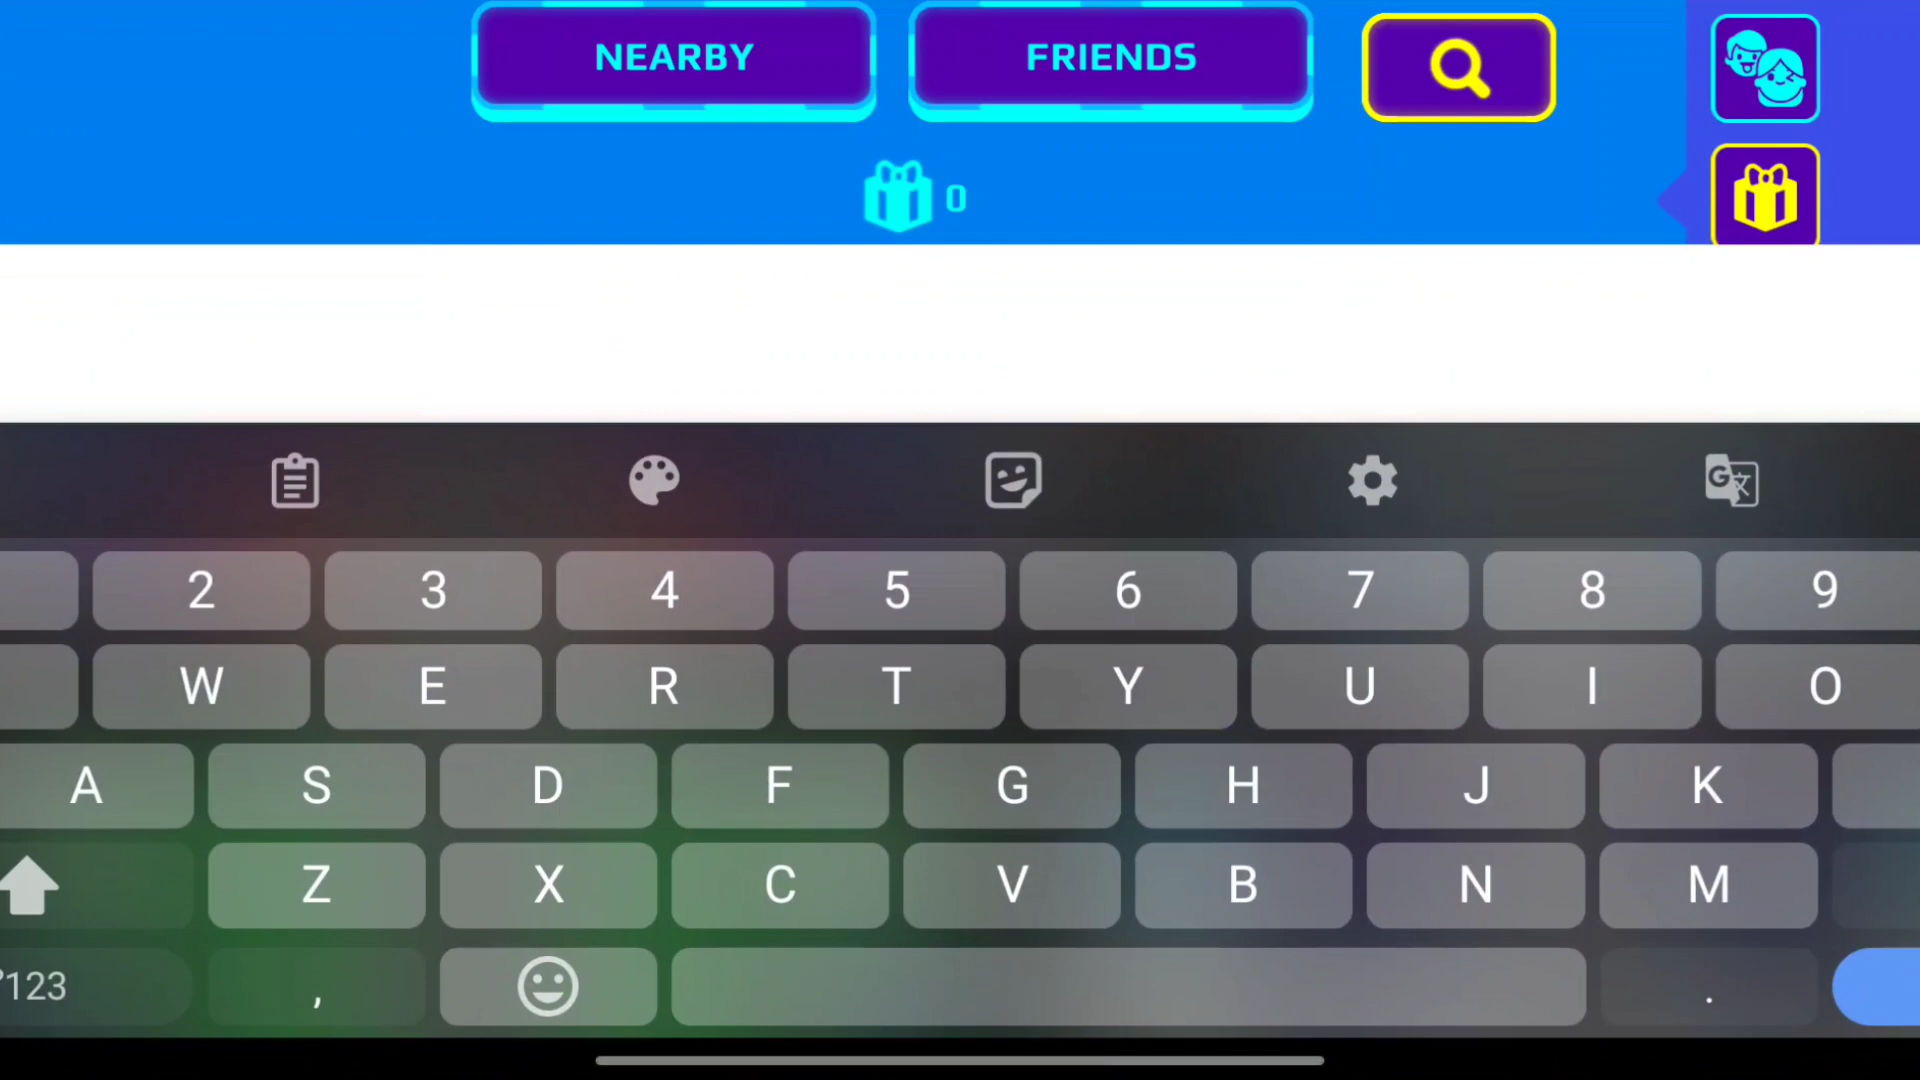 NEARBY FRIENDS
0
2 3 4 5 6 7 8 9
W E R T Y U I O
A S D F G H J K
Z X C V B N M
?123 , .